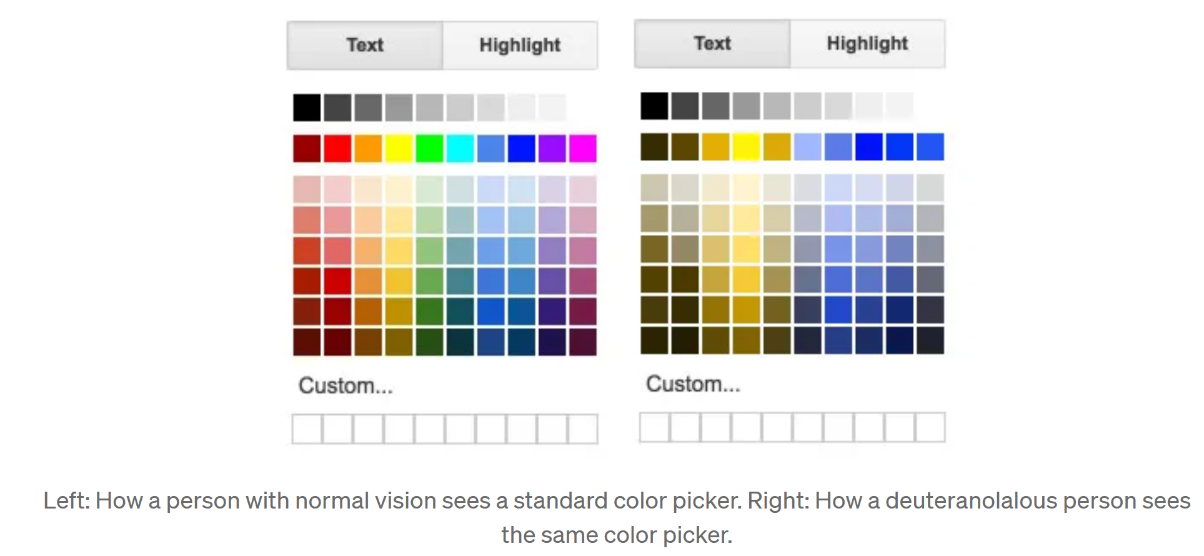 Text Highlight Text Highlight
Custom... Custom...
Left: How a person with normal vision sees a standard color picker. Right: How a deuteranolalous person sees
the same color picker.